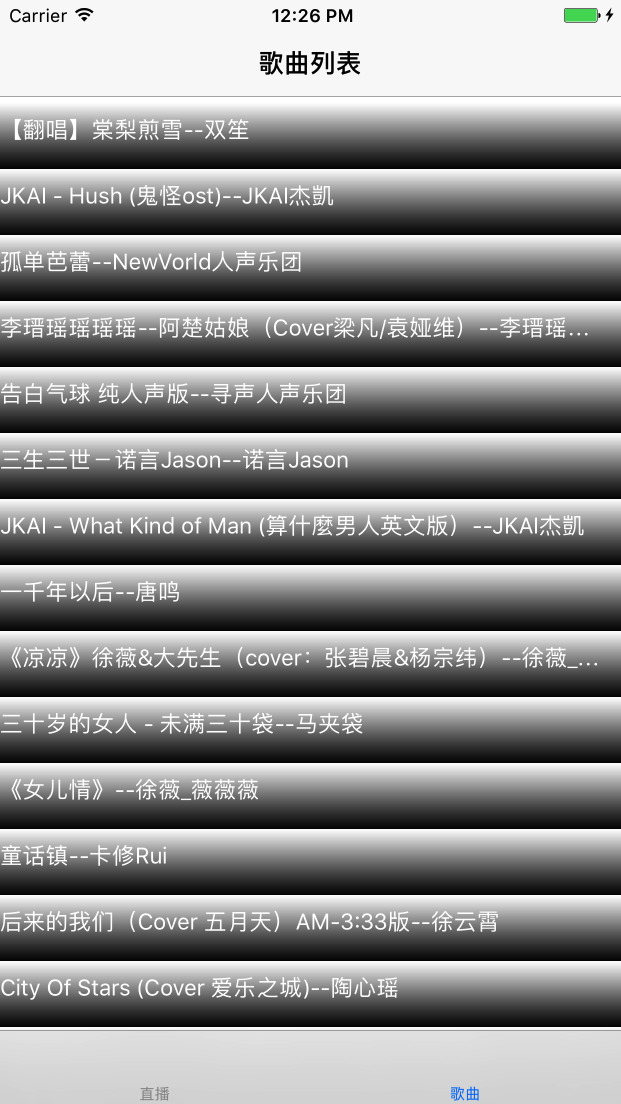 Carrier 12:26 PM
歌曲列表
【翻唱】棠梨煎雪--双笙
JKAI - Hush (鬼怪ost)--JKAI杰凱
孤单芭蕾--NewVorld人声乐团
李瑨瑶瑶瑶瑶--阿楚姑娘（Cover梁凡/袁娅维）--李瑨瑶...
告白气球 纯人声版--寻声人声乐团
三生三世－诺言Jason--诺言Jason
JKAI - What Kind of Man (算什麼男人英文版）--JKAI杰凱
一千年以后--唐鸣
《凉凉》徐薇&大先生（cover：张碧晨&杨宗纬）--徐薇_...
三十岁的女人 - 未满三十袋--马夹袋
《女儿情》--徐薇_薇薇薇
童话镇--卡修Rui
后来的我们（Cover 五月天）AM-3:33版--徐云霄
City Of Stars (Cover 爱乐之城)--陶心瑶
直播 歌曲